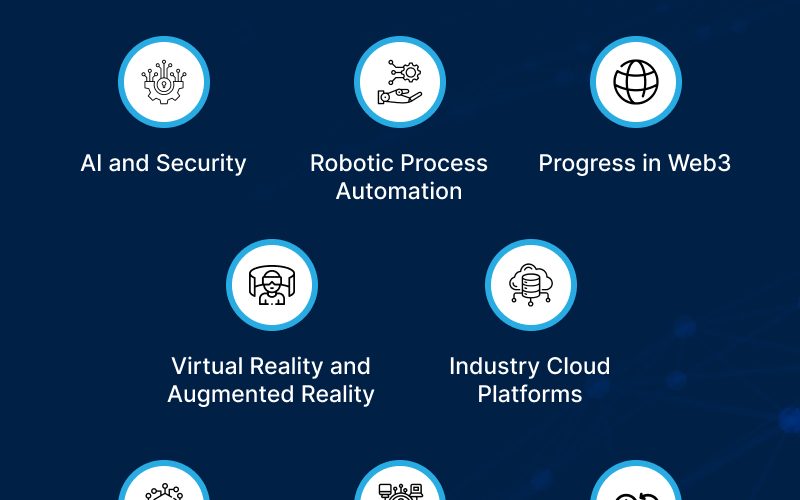 AI and Security
Robotic Process
Automation
Progress in Web3
Virtual Reality and
Augmented Reality
Industry Cloud
Platforms